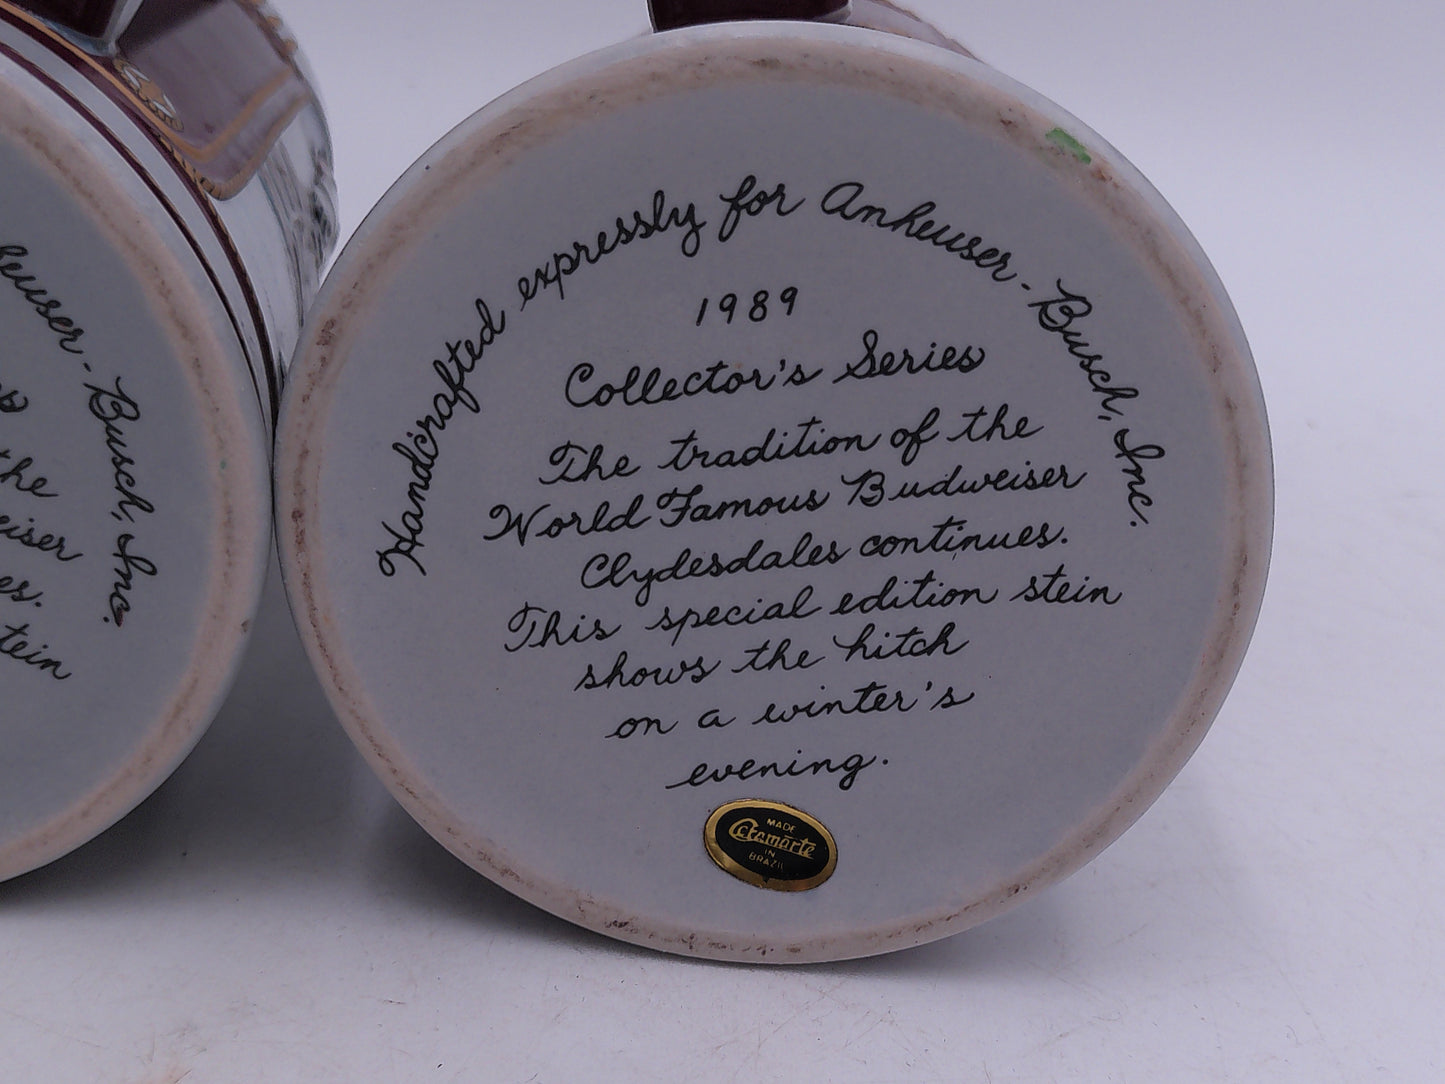 heuser - Busch, Inc.
the
eiser
es.
tein
Handcrafted expressly for Anheuser - Busch, Inc.
1989
Collector's Series
The tradition of the
World Famous Budweiser
Clydesdales continues.
This special edition stein
shows the hitch
on a winter's
evening.
MADE
Ceramarte
IN
BRAZIL